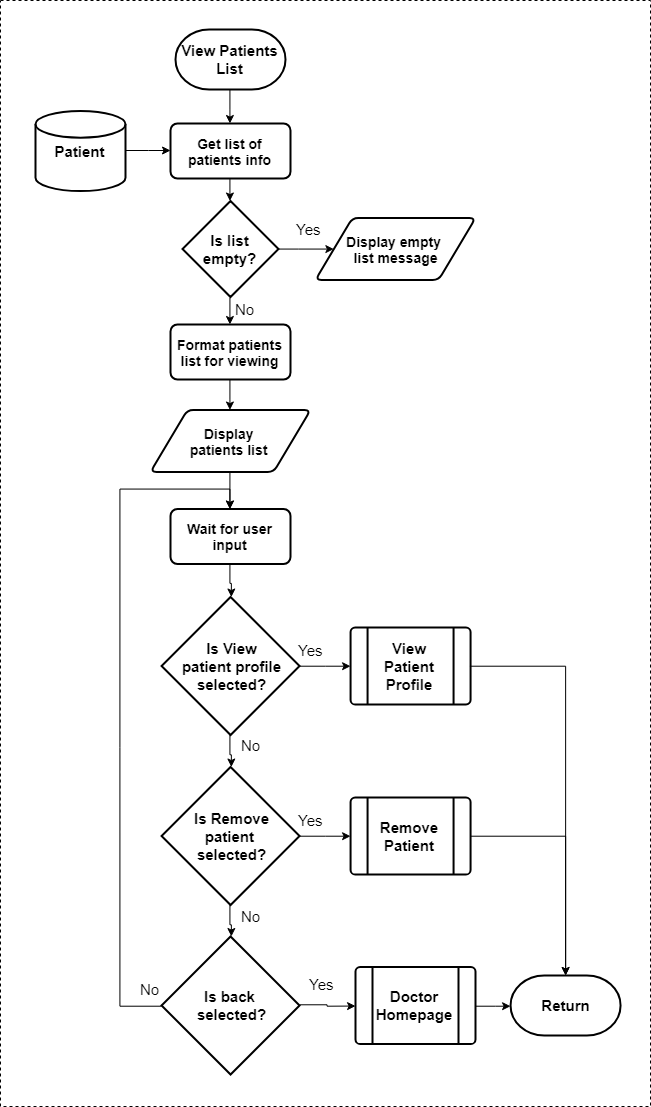 View Patients
List
Patient
Get list of
patients info
Is list
empty?
Yes
Display empty
list message
No
Format patients
list for viewing
Display
patients list
Wait for user
input
Is View
patient profile
selected?
Yes
View
Patient
Profile
No
Is Remove
patient
selected?
Yes
Remove
Patient
No
Is back
selected?
No
Yes
Doctor
Homepage
Return